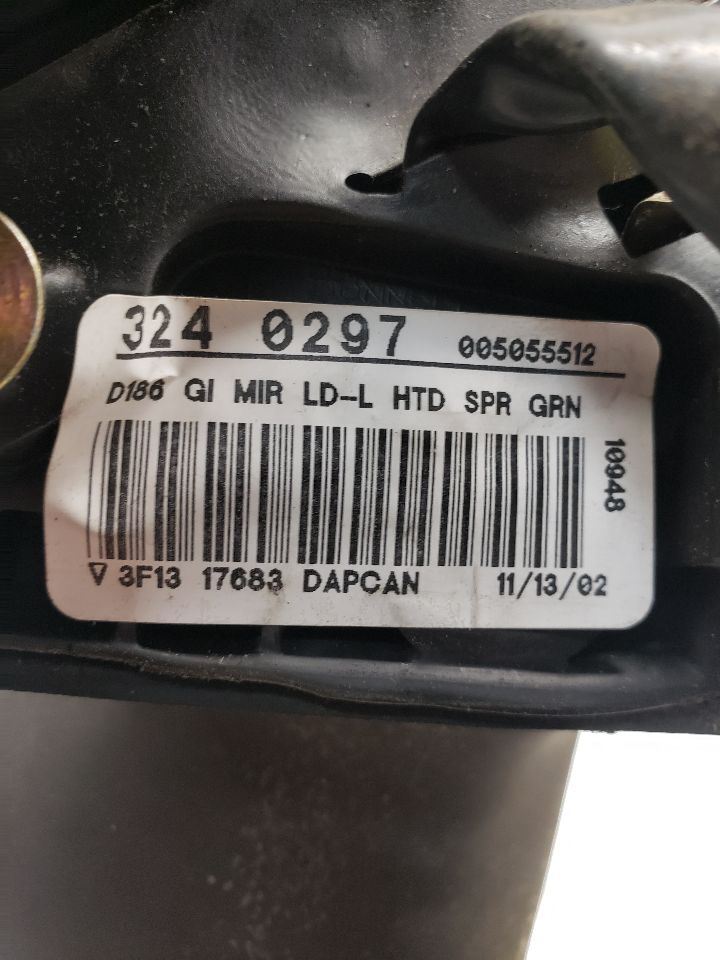 324 0297 005055512
D186 GI MIR LD-L HTD SPR GRN
10948
▽ 3F13 17683 DAPCAN 11/13/02